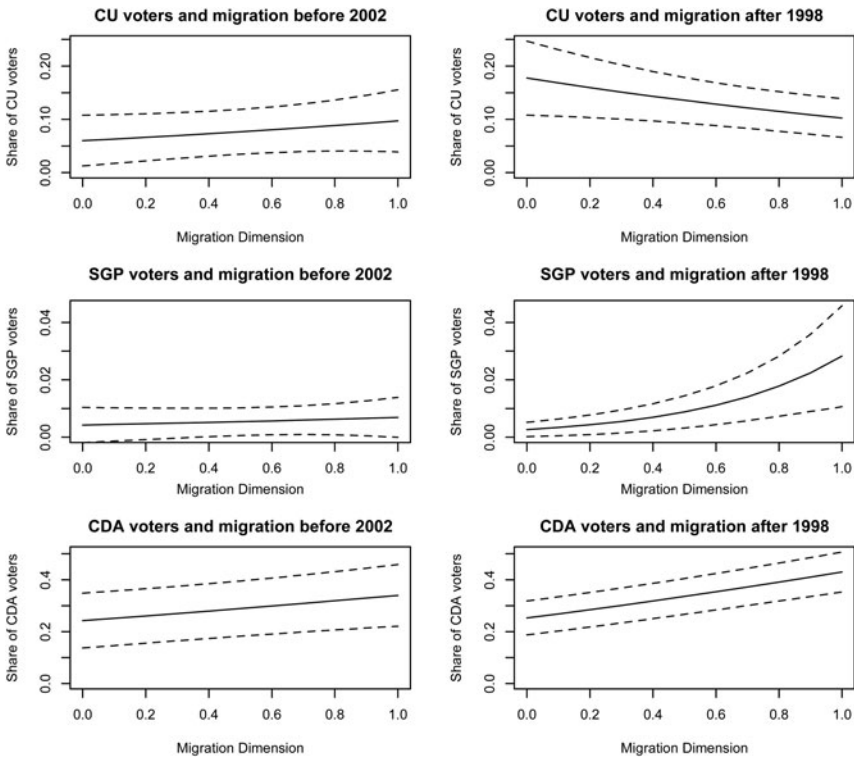 CU voters and migration before 2002
Share of CU voters
0.00 0.10 0.20
0.0 0.2 0.4 0.6 0.8 1.0
Migration Dimension
CU voters and migration after 1998
Share of CU voters
0.00 0.10 0.20
0.0 0.2 0.4 0.6 0.8 1.0
Migration Dimension
SGP voters and migration before 2002
Share of SGP voters
0.00 0.02 0.04
0.0 0.2 0.4 0.6 0.8 1.0
Migration Dimension
SGP voters and migration after 1998
Share of SGP voters
0.00 0.02 0.04
0.0 0.2 0.4 0.6 0.8 1.0
Migration Dimension
CDA voters and migration before 2002
Share of CDA voters
0.0 0.2 0.4
0.0 0.2 0.4 0.6 0.8 1.0
Migration Dimension
CDA voters and migration after 1998
Share of CDA voters
0.0 0.2 0.4
0.0 0.2 0.4 0.6 0.8 1.0
Migration Dimension